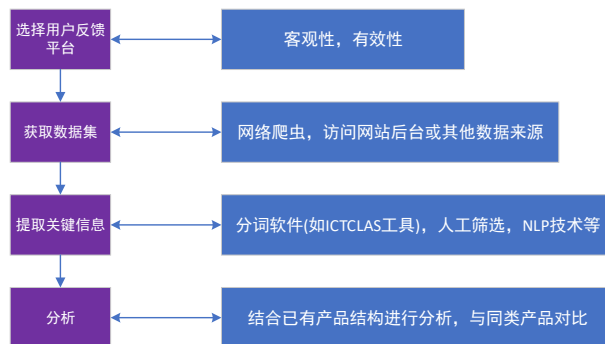 选择用户反馈
平台
客观性，有效性
获取数据集
网络爬虫，访问网站后台或其他数据来源
提取关键信息
分词软件(如ICTCLAS工具)，人工筛选，NLP技术等
分析
结合已有产品结构进行分析，与同类产品对比